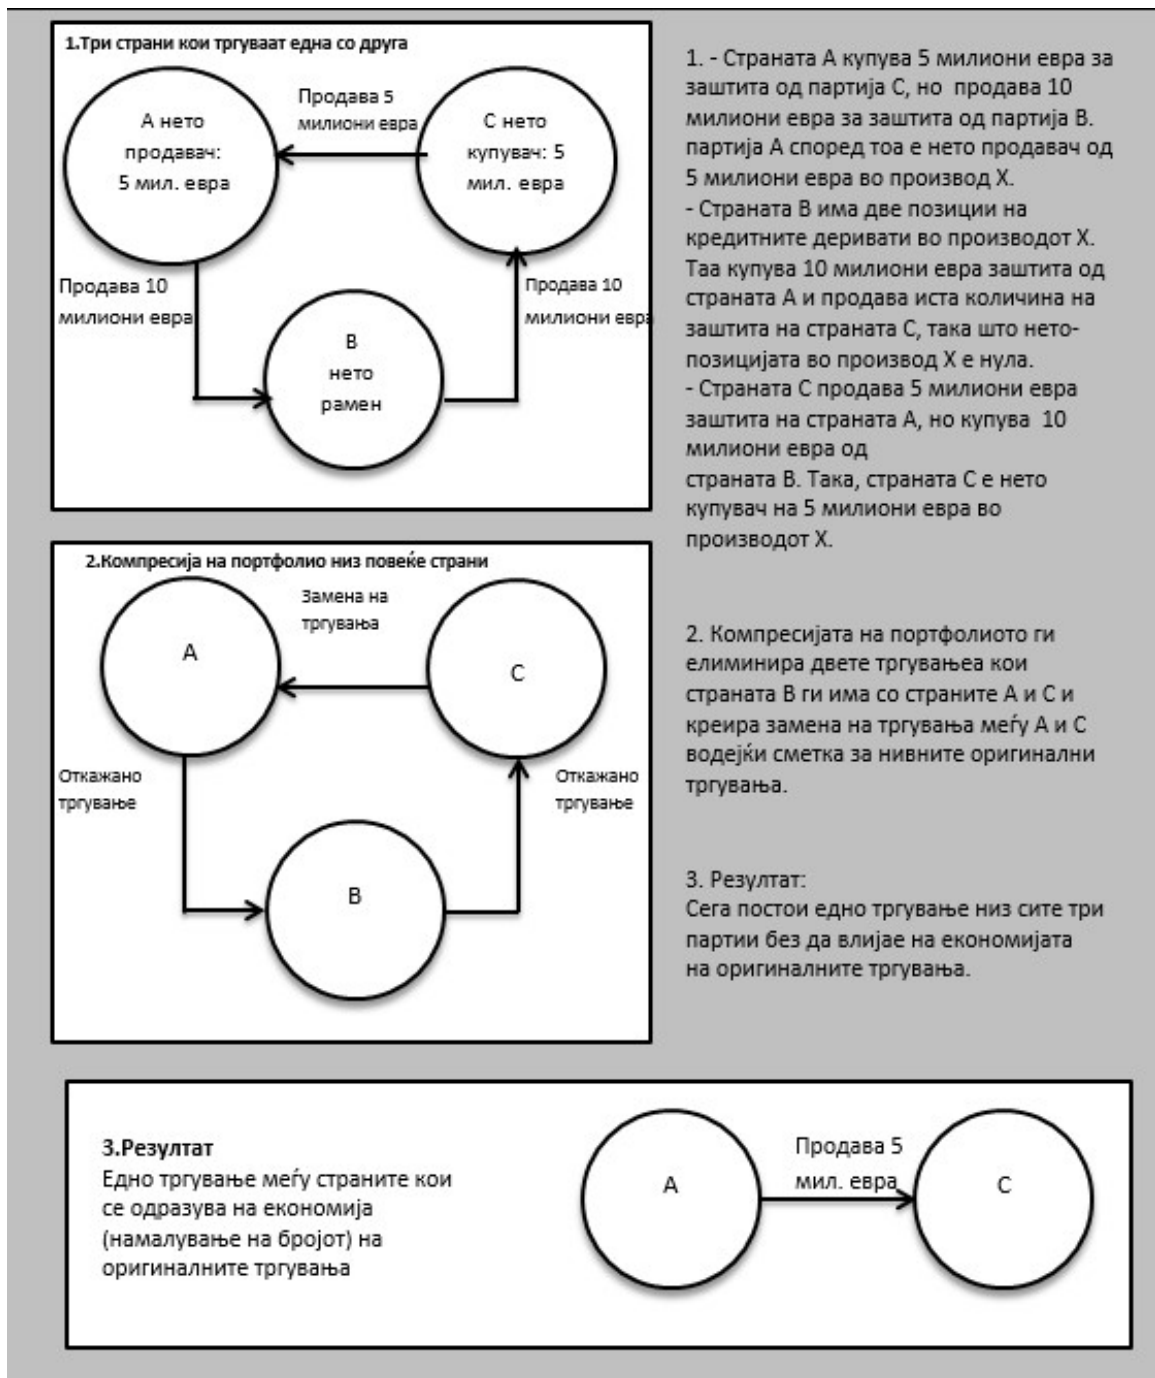 1.Три страни кои тргуваат една со друга
А нето
продавач:
5 мил. евра
Продава 5
милиони евра
С нето
купувач: 5
мил. евра
Продава 10
милиони евра
В
нето
рамен
Продава 10
милиони евра
1. - Страната А купува 5 милиони евра за
заштита од партија С, но продава 10
милиони евра за заштита од партија В.
партија А според тоа е нето продавач од
5 милиони евра во производ Х.
- Страната В има две позиции на
кредитните деривати во производот Х.
Таа купува 10 милиони евра заштита од
страната А и продава иста количина на
заштита на страната С, така што нето-
позицијата во производ Х е нула.
- Страната С продава 5 милиони евра
заштита на страната А, но купува 10
милиони евра од
страната В. Така, страната С е нето
купувач на 5 милиони евра во
производот Х.
2.Компресија на портфолио низ повеќе страни
А
Замена на
тргувања
С
Откажано
тргување
В
Откажано
тргување
2. Компресијата на портфолиото ги
елиминира двете тргувањеа кои
страната В ги има со страните А и С и
креира замена на тргувања меѓу А и С
водејќи сметка за нивните оригинални
тргувања.
3. Резултат:
Сега постои едно тргување низ сите три
партии без да влијае на економијата
на оригиналните тргувања.
3.Резултат
Едно тргување меѓу страните кои
се одразува на економија
(намалување на бројот) на
оригиналните тргувања
А
Продава 5
мил. евра
С